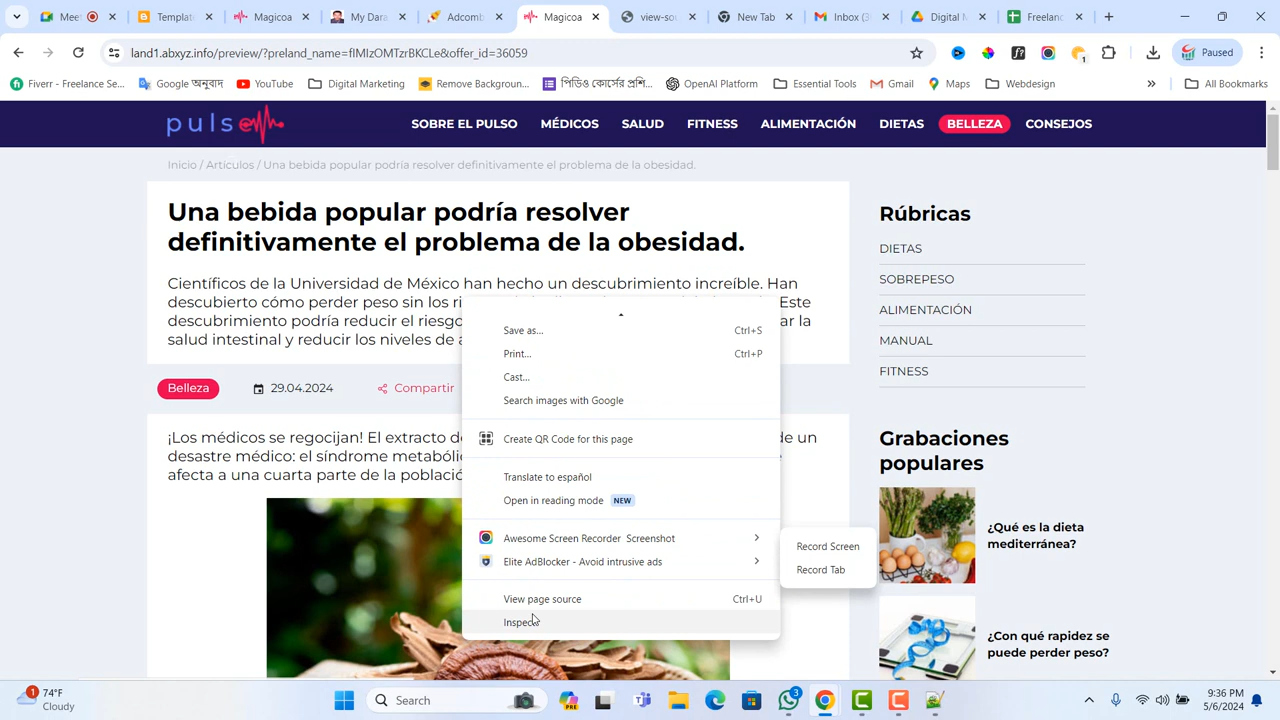 Meet
Template
Magicoa
My Dara
Adcomb
Magicoa
view-sou
New Tab
Inbox (3
Digital M
Freelanc
land1.abxyz.info/preview/?preland_name=flMIzOMTzrBKCLe&offer_id=36059
1
Paused
Fiverr - Freelance Se...
Google অনুবাদ
YouTube
Digital Marketing
Remove Backgroun...
পিডিও কোর্সের প্রশি...
OpenAI Platform
Essential Tools
Gmail
Maps
Webdesign
»
All Bookmarks
pulse
SOBRE EL PULSO
MÉDICOS
SALUD
FITNESS
ALIMENTACIÓN
DIETAS
BELLEZA
CONSEJOS
Inicio / Artículos / Una bebida popular podría resolver definitivamente el problema de la obesidad.
Una bebida popular podría resolver
definitivamente el problema de la obesidad.
Científicos de la Universidad de México han hecho un descubrimiento increíble. Han
descubierto cómo perder peso sin los
Este
descubrimiento podría reducir el riesgo
la
salud intestinal y reducir los niveles de
Belleza
29.04.2024
Compartir
¡Los médicos se regocijan! El extracto
de un
desastre médico: el síndrome metabólic
afecta a una cuarta parte de la població
Save as...
Ctrl+S
Print...
Ctrl+P
Cast...
Search images with Google
Create QR Code for this page
Translate to español
Open in reading mode
NEW
Awesome Screen Recorder Screenshot
Elite AdBlocker - Avoid intrusive ads
View page source
Ctrl+U
Inspect
Record Screen
Record Tab
Rúbricas
DIETAS
SOBREPESO
ALIMENTACIÓN
MANUAL
FITNESS
Grabaciones
populares
¿Qué es la dieta
mediterránea?
¿Con qué rapidez se
puede perder peso?
1
74°F
Cloudy
Search
PRE
3
9:36 PM
5/6/2024